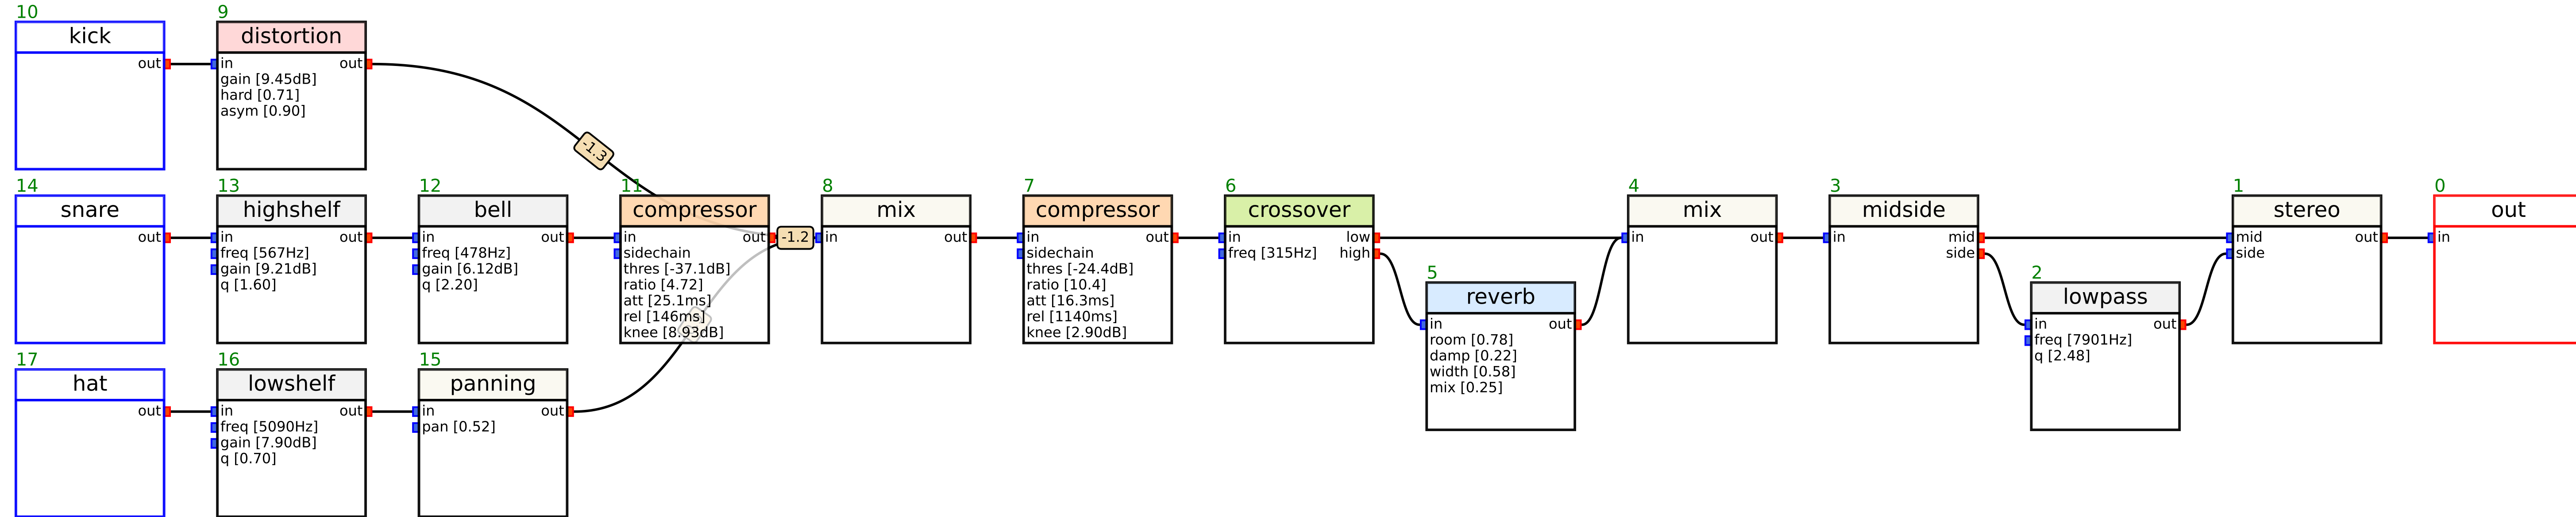 10
kick
out
9
distortion
in out
gain [9.45dB]
hard [0.71]
asym [0.90]
-1.3
14
snare
out
13
highshelf
in out
freq [567Hz]
gain [9.21dB]
q [1.60]
12
bell
in out
freq [478Hz]
gain [6.12dB]
q [2.20]
11
compressor
in out
sidechain
thres [-37.1dB]
ratio [4.72]
att [25.1ms]
rel [146ms]
knee [8.93dB]
-1.2
8
mix
in out
7
compressor
in out
sidechain
thres [-24.4dB]
ratio [10.4]
att [16.3ms]
rel [1140ms]
knee [2.90dB]
6
crossover
in low
freq [315Hz] high
5
reverb
in out
room [0.78]
damp [0.22]
width [0.58]
mix [0.25]
4
mix
in out
3
midside
in mid
side
2
lowpass
in out
freq [7901Hz]
q [2.48]
1
stereo
mid out
side
0
out
in
17
hat
out
16
lowshelf
in out
freq [5090Hz]
gain [7.90dB]
q [0.70]
15
panning
in out
pan [0.52]